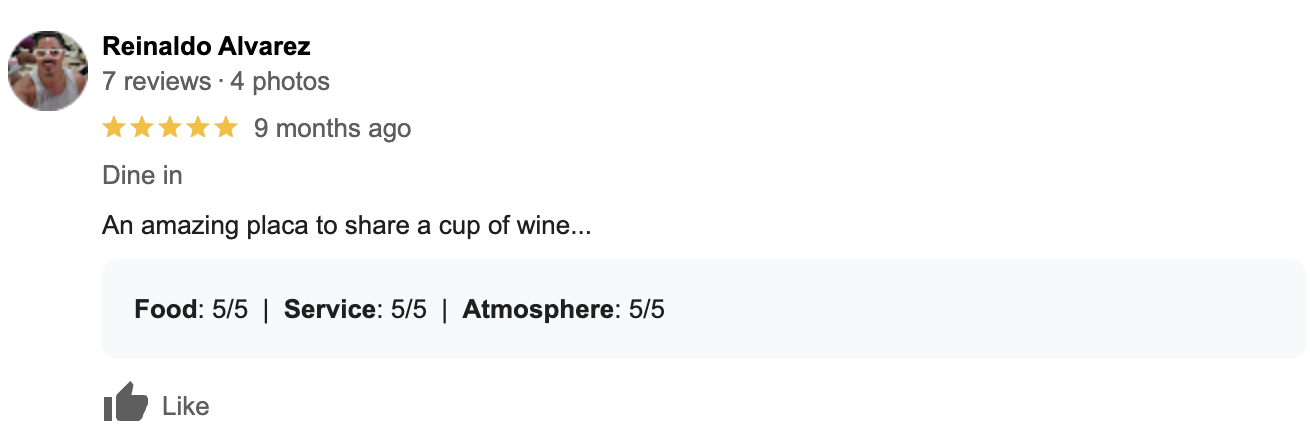 Reinaldo Alvarez
7 reviews · 4 photos
9 months ago
Dine in
An amazing placa to share a cup of wine...
Food: 5/5 | Service: 5/5 | Atmosphere: 5/5
Like